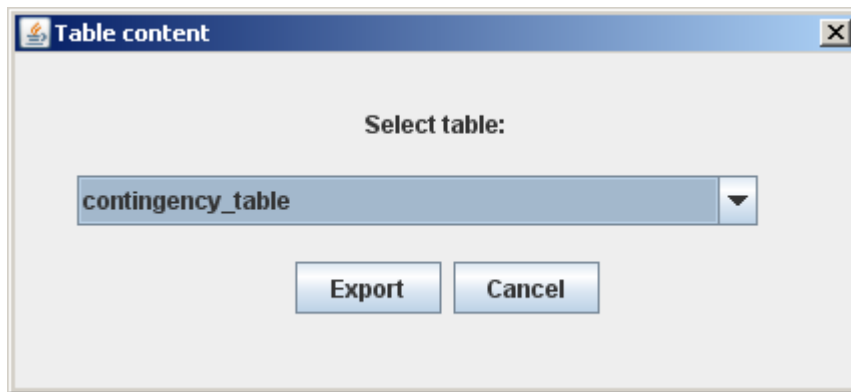 Table content
Select table:
contingency_table
Export Cancel